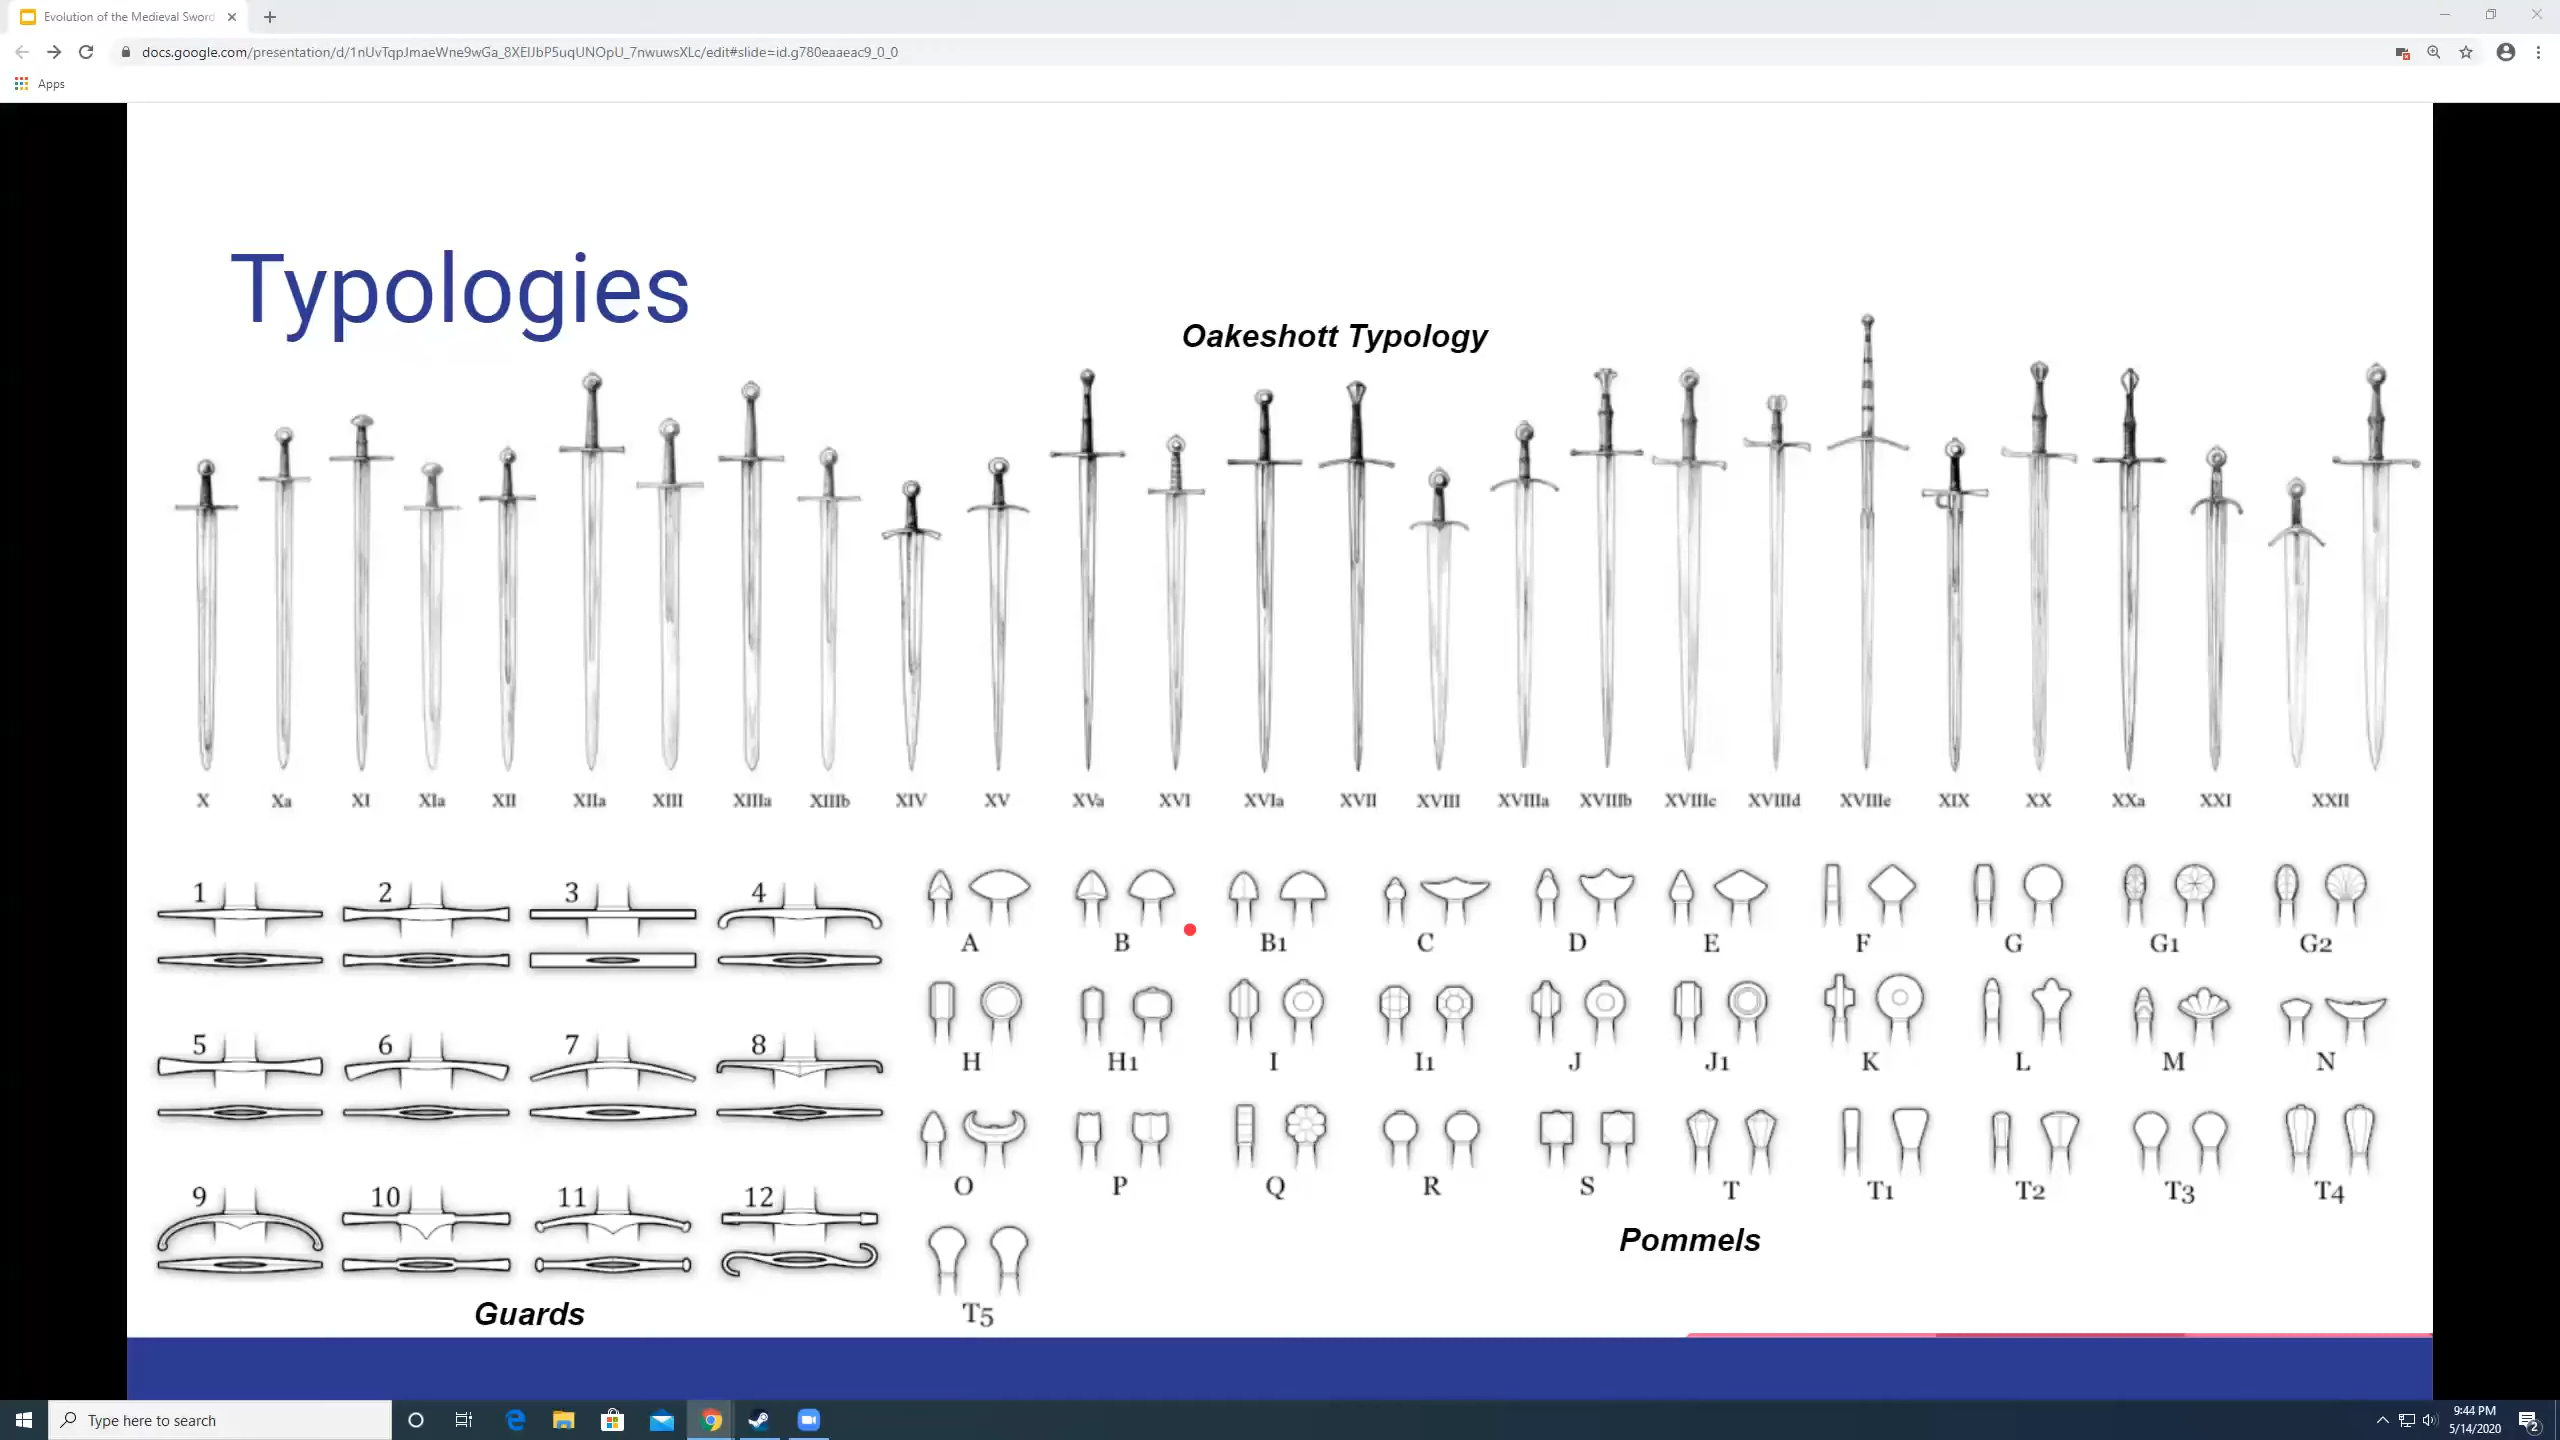 Evolution of the Medieval Sword
docs.google.com/presentation/d/1nUvTqpJmaeWne9wGa_8XEIJbP5uqUNOpU_7nwuwsXLc/edit#slide=id.g780eaaeac9_0_0
Apps
Typologies
Oakeshott Typology
X Xa XI XIa XII XIIa XIII XIIIa XIIIb XIV XV XVa XVI XVIa XVII XVIII XVIIIa XVIIIb XVIIIc XVIIId XVIIIe XIX XX XXa XXI XXII
1 2 3 4
5 6 7 8
9 10 11 12
Guards
A B B1 C D E F G G1 G2
H H1 I I1 J J1 K L M N
O P Q R S T T1 T2 T3 T4
T5
Pommels
Type here to search
9:44 PM
5/14/2020
2